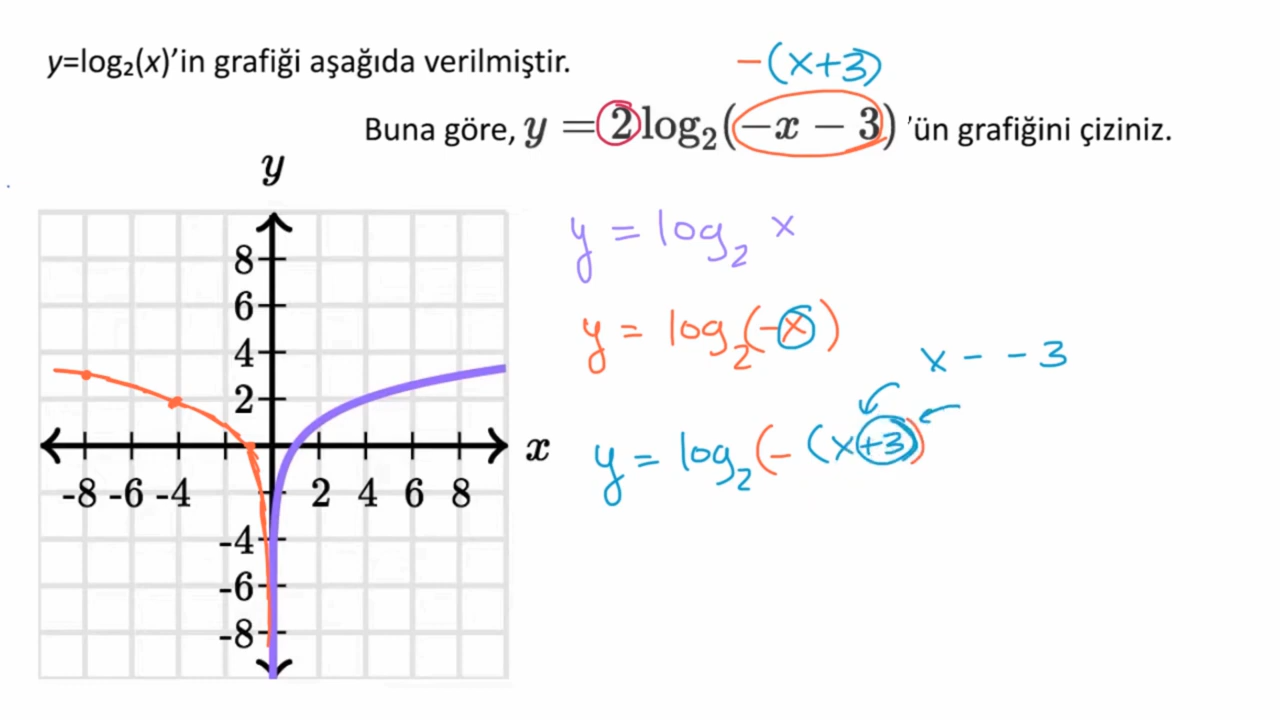 y=log₂(x)’in grafiği aşağıda verilmiştir.
-(x+3)
Buna göre, y = 2log₂(−x − 3) ’ün grafiğini çiziniz.
y
8
6
4
2
-8 -6 -4 2 4 6 8
x
-4
-6
-8
y = log₂ x
y = log₂(-x)
x - - 3
y = log₂(-(x+3))